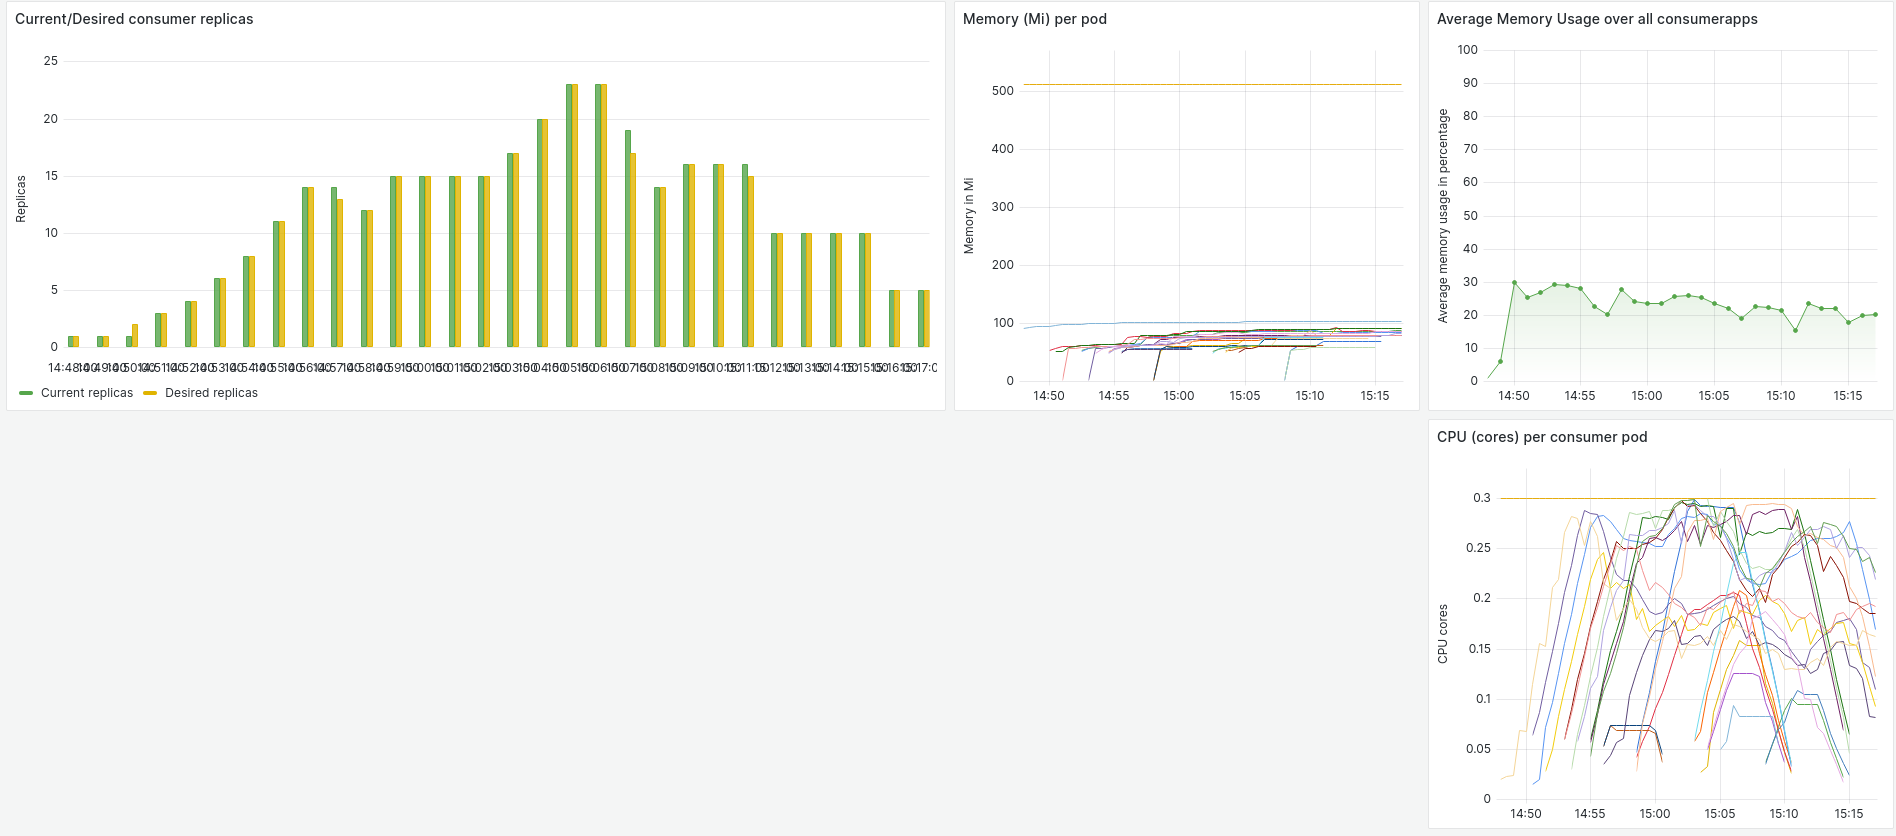 Current/Desired consumer replicas
Replicas
25
20
15
10
5
0
Current replicas
Desired replicas
Memory (Mi) per pod
Memory in Mi
500
400
300
200
100
0
14:50 14:55 15:00 15:05 15:10 15:15
Average Memory Usage over all consumerapps
Average memory usage in percentage
100
90
80
70
60
50
40
30
20
10
0
14:50 14:55 15:00 15:05 15:10 15:15
CPU (cores) per consumer pod
CPU cores
0.3
0.25
0.2
0.15
0.1
0.05
0
14:50 14:55 15:00 15:05 15:10 15:15